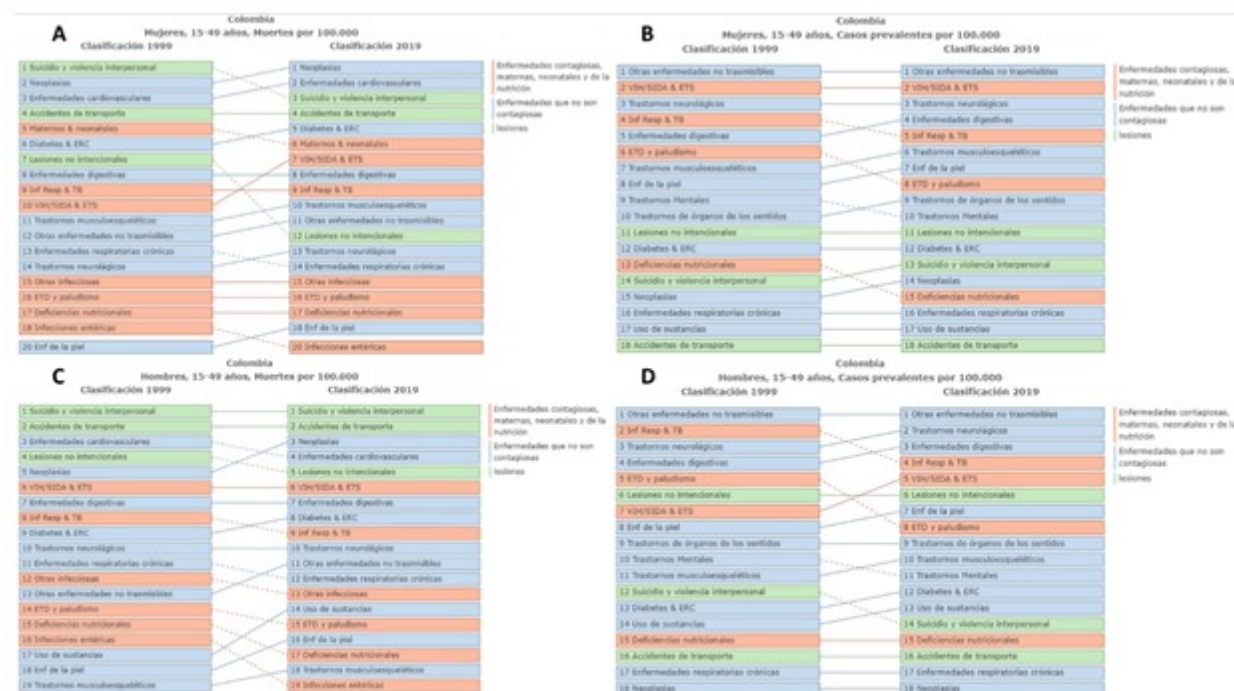 A
Colombia
Mujeres, 15-49 años, Muertes por 100.000
Clasificación 1999
Clasificación 2019
1 Suicidio y violencia interpersonal
2 Neoplasias
3 Enfermedades cardiovasculares
4 Accidentes de transporte
5 Maternos & neonatales
6 Diabetes & ERC
7 Lesiones no intencionales
8 Enfermedades digestivas
9 Inf Resp & TB
10 VIH/SIDA & ETS
11 Trastornos musculoesqueléticos
12 Otras enfermedades no trasmisibles
13 Enfermedades respiratorias crónicas
14 Trastornos neurológicos
15 Otras infecciosas
16 ETD y paludismo
17 Deficiencias nutricionales
18 Infecciones entéricas
20 Enf de la piel
1 Neoplasias
2 Enfermedades cardiovasculares
3 Suicidio y violencia interpersonal
4 Accidentes de transporte
5 Diabetes & ERC
6 Maternos & neonatales
7 VIH/SIDA & ETS
8 Enfermedades digestivas
9 Inf Resp & TB
10 Trastornos musculoesqueléticos
11 Otras enfermedades no trasmisibles
12 Lesiones no intencionales
13 Trastornos neurológicos
14 Enfermedades respiratorias crónicas
15 Otras infecciosas
16 ETD y paludismo
17 Deficiencias nutricionales
18 Enf de la piel
20 Infecciones entéricas
Enfermedades contagiosas,
maternas, neonatales y de la
nutrición
Enfermedades que no son
contagiosas
lesiones
B
Colombia
Mujeres, 15-49 años, Casos prevalentes por 100.000
Clasificación 1999
Clasificación 2019
1 Otras enfermedades no trasmisibles
2 VIH/SIDA & ETS
3 Trastornos neurológicos
4 Inf Resp & TB
5 Enfermedades digestivas
6 ETD y paludismo
7 Trastornos musculoesqueléticos
8 Enf de la piel
9 Trastornos Mentales
10 Trastornos de órganos de los sentidos
11 Lesiones no intencionales
12 Diabetes & ERC
13 Deficiencias nutricionales
14 Suicidio y violencia interpersonal
15 Neoplasias
16 Enfermedades respiratorias crónicas
17 Uso de sustancias
18 Accidentes de transporte
1 Otras enfermedades no trasmisibles
2 VIH/SIDA & ETS
3 Trastornos neurológicos
4 Enfermedades digestivas
5 Inf Resp & TB
6 Trastornos musculoesqueléticos
7 Enf de la piel
8 ETD y paludismo
9 Trastornos de órganos de los sentidos
10 Trastornos Mentales
11 Lesiones no intencionales
12 Diabetes & ERC
13 Suicidio y violencia interpersonal
14 Neoplasias
15 Deficiencias nutricionales
16 Enfermedades respiratorias crónicas
17 Uso de sustancias
18 Accidentes de transporte
Enfermedades contagiosas,
maternas, neonatales y de la
nutrición
Enfermedades que no son
contagiosas
lesiones
C
Colombia
Hombres, 15-49 años, Muertes por 100.000
Clasificación 1999
Clasificación 2019
1 Suicidio y violencia interpersonal
2 Accidentes de transporte
3 Enfermedades cardiovasculares
4 Lesiones no intencionales
5 Neoplasias
6 VIH/SIDA & ETS
7 Enfermedades digestivas
8 Inf Resp & TB
9 Diabetes & ERC
10 Trastornos neurológicos
11 Enfermedades respiratorias crónicas
12 Otras infecciosas
13 Otras enfermedades no trasmisibles
14 ETD y paludismo
15 Deficiencias nutricionales
16 Infecciones entéricas
17 Uso de sustancias
18 Enf de la piel
19 Trastornos musculoesqueléticos
1 Suicidio y violencia interpersonal
2 Accidentes de transporte
3 Neoplasias
4 Enfermedades cardiovasculares
5 Lesiones no intencionales
6 VIH/SIDA & ETS
7 Enfermedades digestivas
8 Diabetes & ERC
9 Inf Resp & TB
10 Trastornos neurológicos
11 Otras enfermedades no trasmisibles
12 Enfermedades respiratorias crónicas
13 Otras infecciosas
14 Uso de sustancias
15 ETD y paludismo
16 Enf de la piel
17 Deficiencias nutricionales
18 Trastornos musculoesqueléticos
19 Infecciones entéricas
Enfermedades contagiosas,
maternas, neonatales y de la
nutrición
Enfermedades que no son
contagiosas
lesiones
D
Colombia
Hombres, 15-49 años, Casos prevalentes por 100.000
Clasificación 1999
Clasificación 2019
1 Otras enfermedades no trasmisibles
2 Inf Resp & TB
3 Trastornos neurológicos
4 Enfermedades digestivas
5 ETD y paludismo
6 Lesiones no intencionales
7 VIH/SIDA & ETS
8 Enf de la piel
9 Trastornos de órganos de los sentidos
10 Trastornos Mentales
11 Trastornos musculoesqueléticos
12 Suicidio y violencia interpersonal
13 Diabetes & ERC
14 Uso de sustancias
15 Deficiencias nutricionales
16 Accidentes de transporte
17 Enfermedades respiratorias crónicas
18 Neoplasias
1 Otras enfermedades no trasmisibles
2 Trastornos neurológicos
3 Enfermedades digestivas
4 Inf Resp & TB
5 VIH/SIDA & ETS
6 Lesiones no intencionales
7 Enf de la piel
8 ETD y paludismo
9 Trastornos de órganos de los sentidos
10 Trastornos musculoesqueléticos
11 Trastornos Mentales
12 Diabetes & ERC
13 Uso de sustancias
14 Suicidio y violencia interpersonal
15 Deficiencias nutricionales
16 Accidentes de transporte
17 Enfermedades respiratorias crónicas
18 Neoplasias
Enfermedades contagiosas,
maternas, neonatales y de la
nutrición
Enfermedades que no son
contagiosas
lesiones